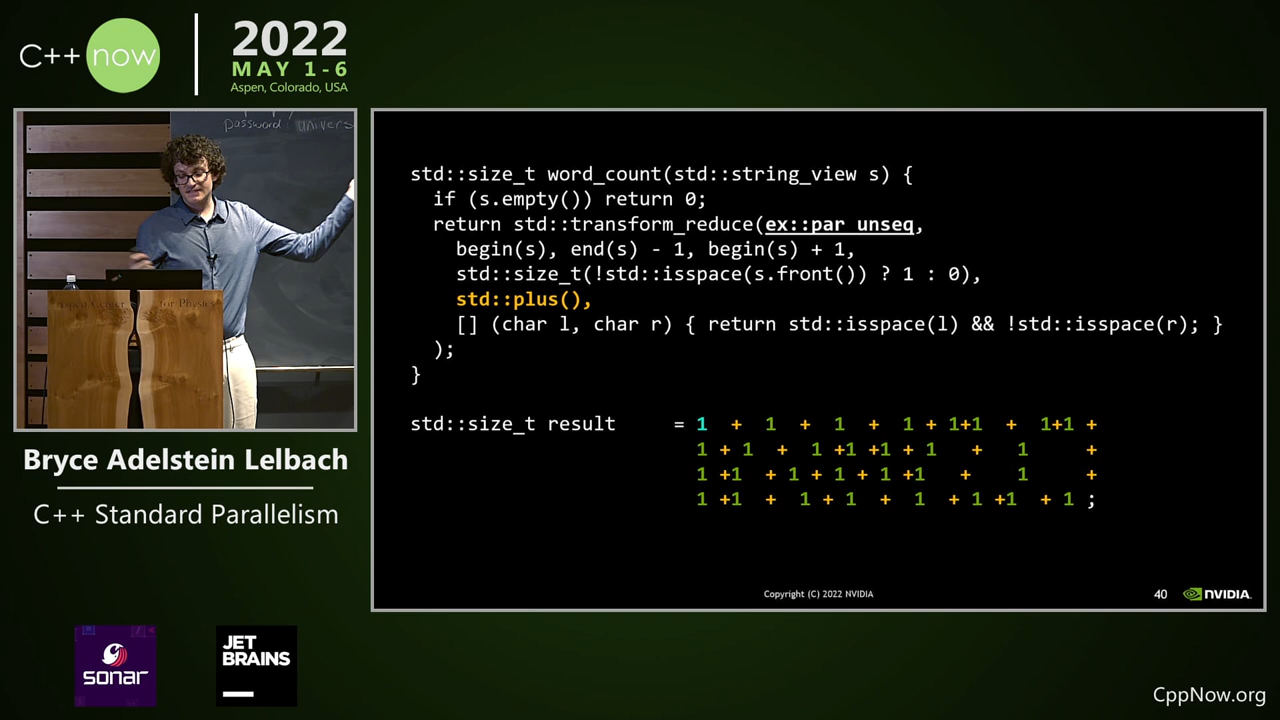 C++ now
2022
MAY 1-6
Aspen, Colorado, USA
password
for Physics
Bryce Adelstein Lelbach
C++ Standard Parallelism
sonar
JET
BRAINS
std::size_t word_count(std::string_view s) {
if (s.empty()) return 0;
return std::transform_reduce(ex::par_unseq,
begin(s), end(s) - 1, begin(s) + 1,
std::size_t(!std::isspace(s.front()) ? 1 : 0),
std::plus(),
[] (char l, char r) { return std::isspace(l) && !std::isspace(r); }
);
}
std::size_t result = 1 + 1 + 1 + 1 + 1+1 + 1+1 +
1 + 1 + 1 +1 +1 + 1 + 1 +
1 +1 + 1 + 1 + 1 +1 + 1 +
1 +1 + 1 + 1 + 1 + 1 +1 + 1 ;
Copyright (C) 2022 NVIDIA
40
NVIDIA.
CppNow.org